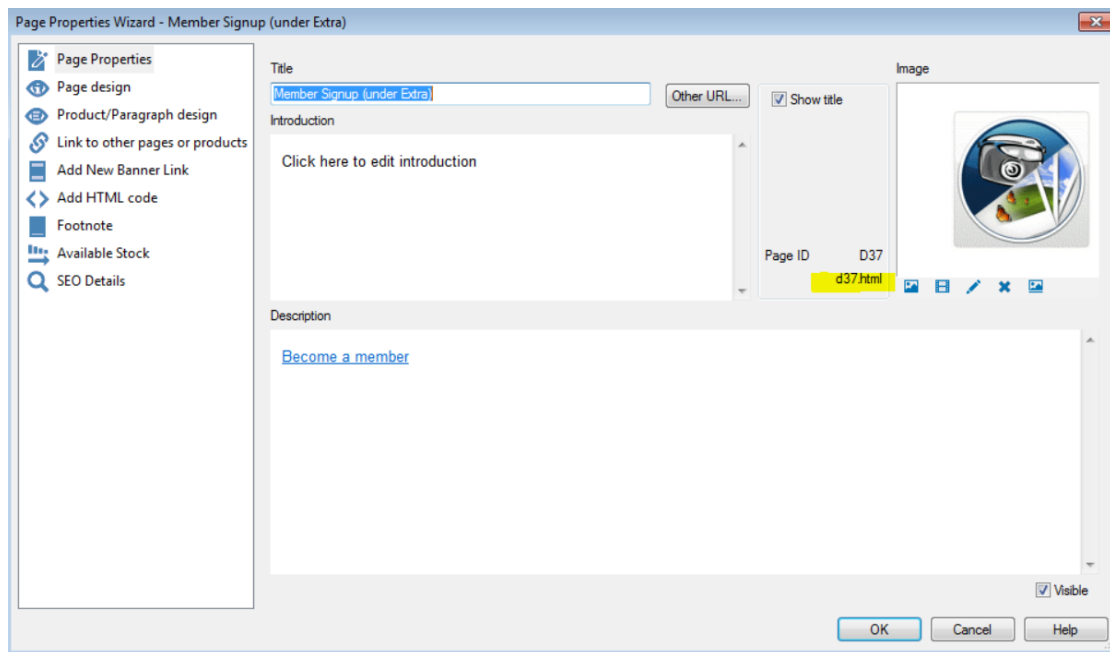 Page Properties Wizard - Member Signup (under Extra)
Page Properties
Page design
Product/Paragraph design
Link to other pages or products
Add New Banner Link
Add HTML code
Footnote
Available Stock
SEO Details
Title
Member Signup (under Extra)
Other URL...
Introduction
Click here to edit introduction
Show title
Page ID D37
d37.html
Image
Description
Become a member
Visible
OK Cancel Help